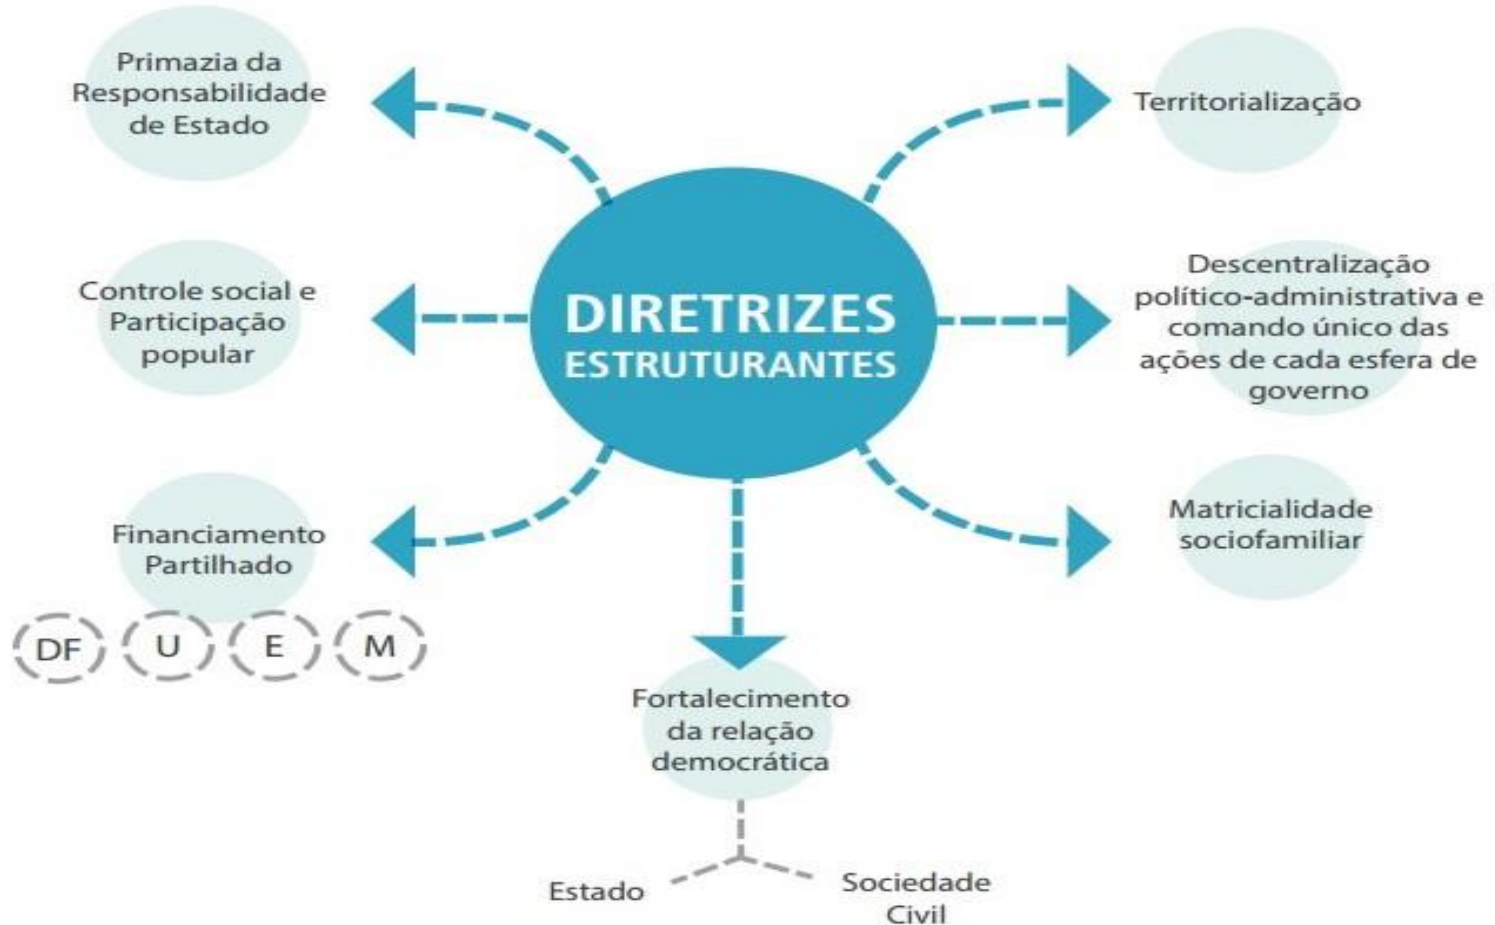 Primazia da
Responsabilidade
de Estado
Territorialização
Controle social e
Participação
popular
DIRETRIZES
ESTRUTURANTES
Descentralização
político-administrativa e
comando único das
ações de cada esfera de
governo
Financiamento
Partilhado
DF U E M
Matricialidade
sociofamiliar
Fortalecimento
da relação
democrática
Estado
Sociedade
Civil